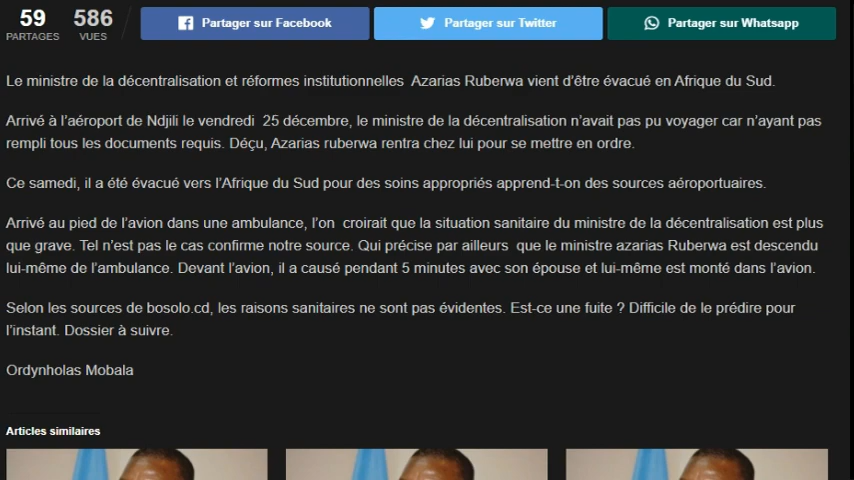 59
PARTAGES
586
VUES
Partager sur Facebook
Partager sur Twitter
Partager sur Whatsapp
Le ministre de la décentralisation et réformes institutionnelles Azarias Ruberwa vient d'être évacué en Afrique du Sud.
Arrivé à l'aéroport de Ndjili le vendredi 25 décembre, le ministre de la décentralisation n'avait pas pu voyager car n'ayant pas
rempli tous les documents requis. Déçu, Azarias ruberwa rentra chez lui pour se mettre en ordre.
Ce samedi, il a été évacué vers l'Afrique du Sud pour des soins appropriés apprend-t-on des sources aéroportuaires.
Arrivé au pied de l'avion dans une ambulance, l'on croirait que la situation sanitaire du ministre de la décentralisation est plus
que grave. Tel n'est pas le cas confirme notre source. Qui précise par ailleurs que le ministre azarias Ruberwa est descendu
lui-même de l'ambulance. Devant l'avion, il a causé pendant 5 minutes avec son épouse et lui-même est monté dans l'avion.
Selon les sources de bosolo.cd, les raisons sanitaires ne sont pas évidentes. Est-ce une fuite ? Difficile de le prédire pour
l'instant. Dossier à suivre.
Ordynholas Mobala
Articles similaires